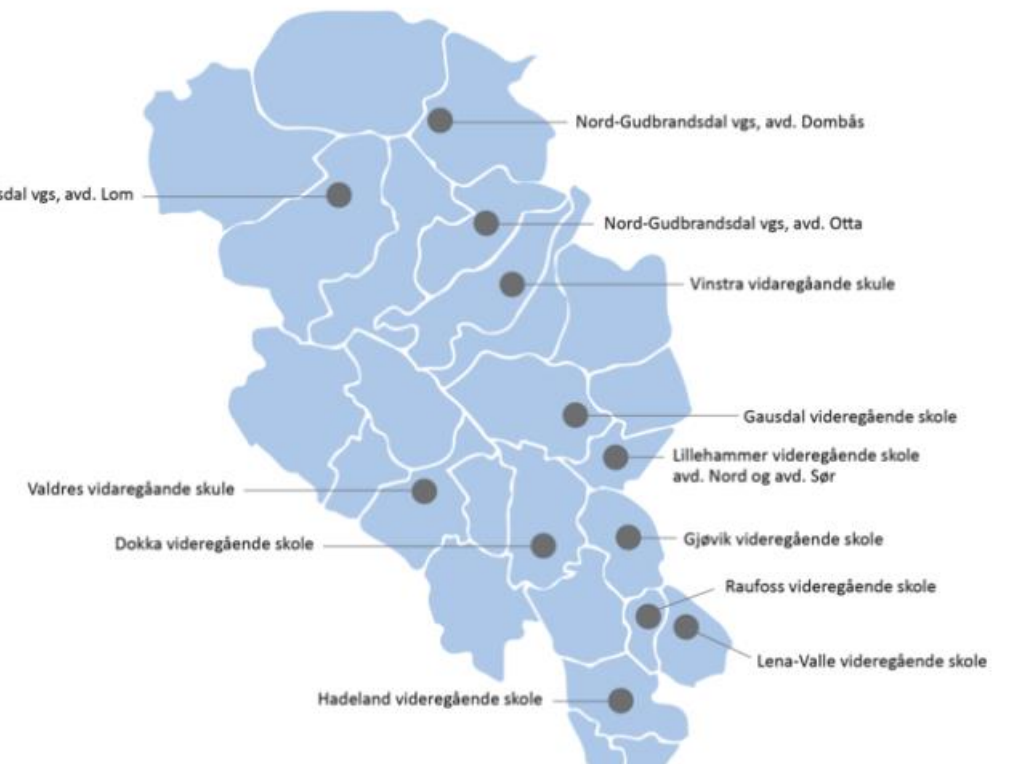 Nord-Gudbrandsdal vgs, avd. Dombås
sdal vgs, avd. Lom
Nord-Gudbrandsdal vgs, avd. Otta
Vinstra vidaregåande skule
Gausdal videregående skole
Lillehammer videregående skole
avd. Nord og avd. Sør
Valdres vidaregåande skule
Dokka videregående skole
Gjøvik videregående skole
Raufoss videregående skole
Lena-Valle videregående skole
Hadeland videregående skole